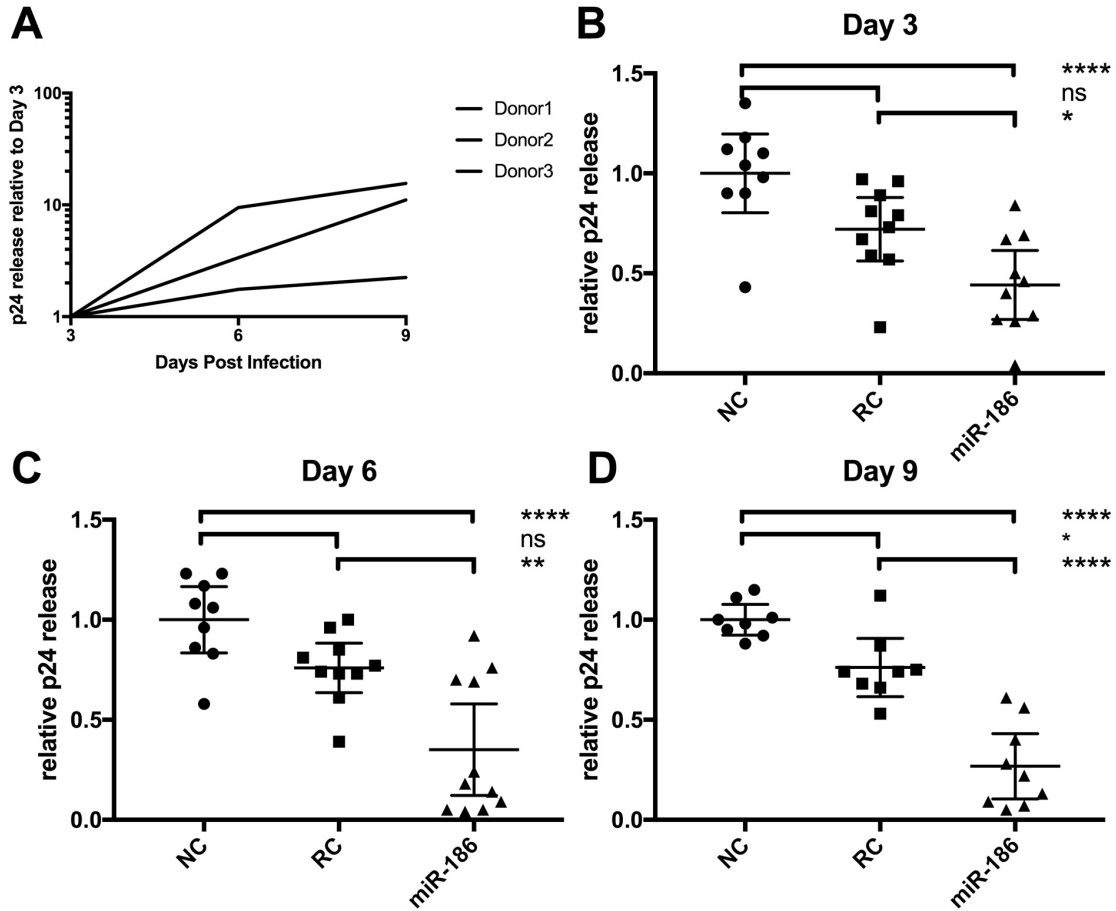 A
p24 release relative to Day 3
100
10
1
3
6
9
Days Post Infection
Donor1
Donor2
Donor3
B
Day 3
relative p24 release
1.5
1.0
0.5
0.0
NC
RC
miR-186
****
ns
*
C
Day 6
relative p24 release
1.5
1.0
0.5
0.0
NC
RC
miR-186
****
ns
**
D
Day 9
relative p24 release
1.5
1.0
0.5
0.0
NC
RC
miR-186
****
*
****